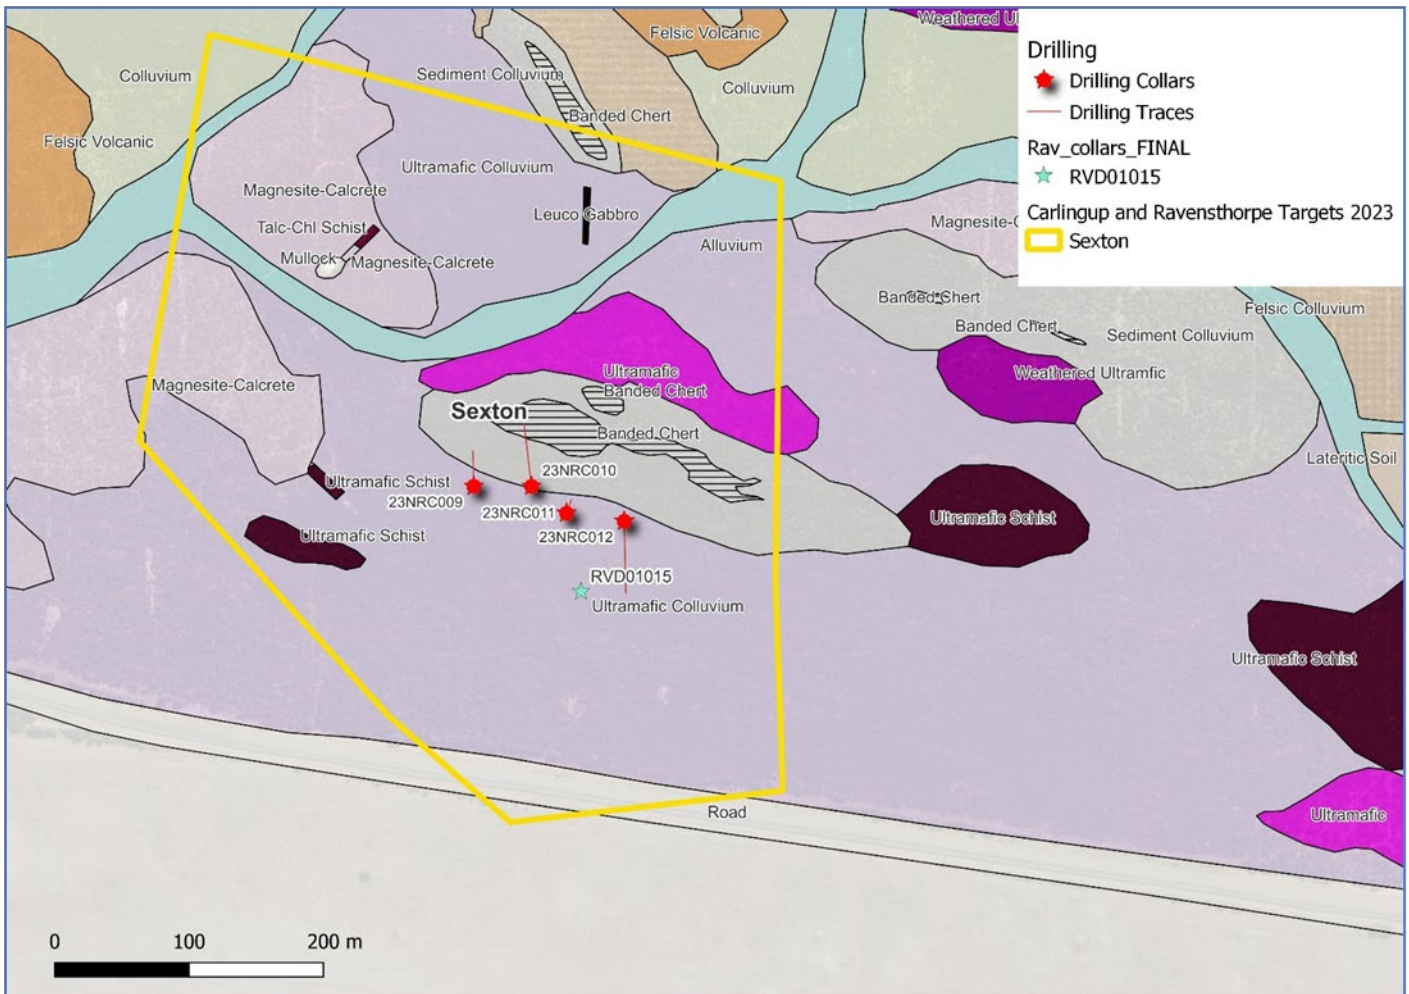 Weathered Ul
Felsic Volcanic
Colluvium
Sediment Colluvium
Colluvium
Banded Chert
Felsic Volcanic
Ultramafic Colluvium
Magnesite-Calcrete
Leuco Gabbro
Magnesite-C
Talc-Chl Schist
Alluvium
Mullock
Magnesite-Calcrete
Banded Chert
Felsic Colluvium
Banded Chert
Sediment Colluvium
Ultramafic
Weathered Ultramfic
Magnesite-Calcrete
Banded Chert
Sexton
Banded Chert
Lateritic Soil
23NRC010
Ultramafic Schist
23NRC009
23NRC011
Ultramafic Schist
Ultramafic Schist
23NRC012
RVD01015
Ultramafic Colluvium
Ultramafic Schist
Road
Ultramafic
0 100 200 m
Drilling
Drilling Collars
Drilling Traces
Rav_collars_FINAL
RVD01015
Carlingup and Ravensthorpe Targets 2023
Sexton